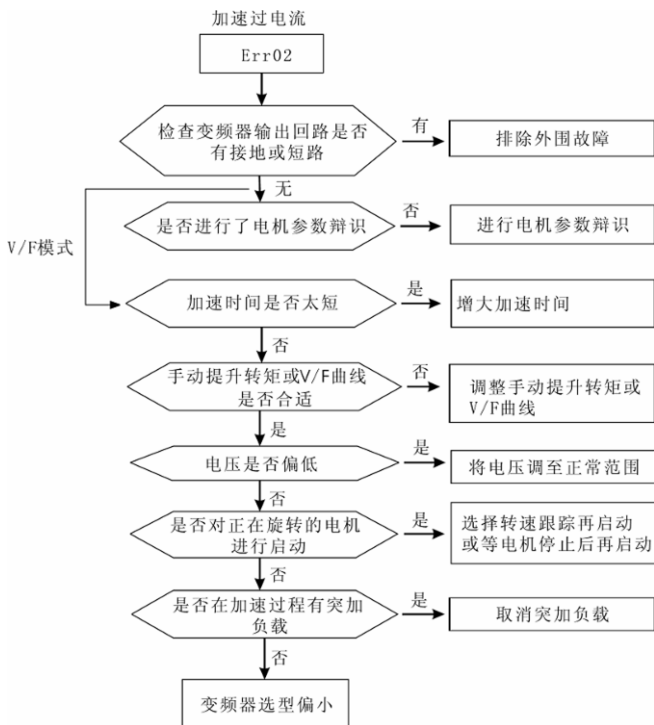 加速过电流
Err02
检查变频器输出回路是否
有接地或短路
有
排除外围故障
无
V/F模式
是否进行了电机参数辩识
否
进行电机参数辩识
加速时间是否太短
是
增大加速时间
否
手动提升转矩或V/F曲线
是否合适
否
调整手动提升转矩或
V/F曲线
是
电压是否偏低
是
将电压调至正常范围
否
是否对正在旋转的电机
进行启动
是
选择转速跟踪再启动
或等电机停止后再启动
否
是否在加速过程有突加
负载
是
取消突加负载
否
变频器选型偏小